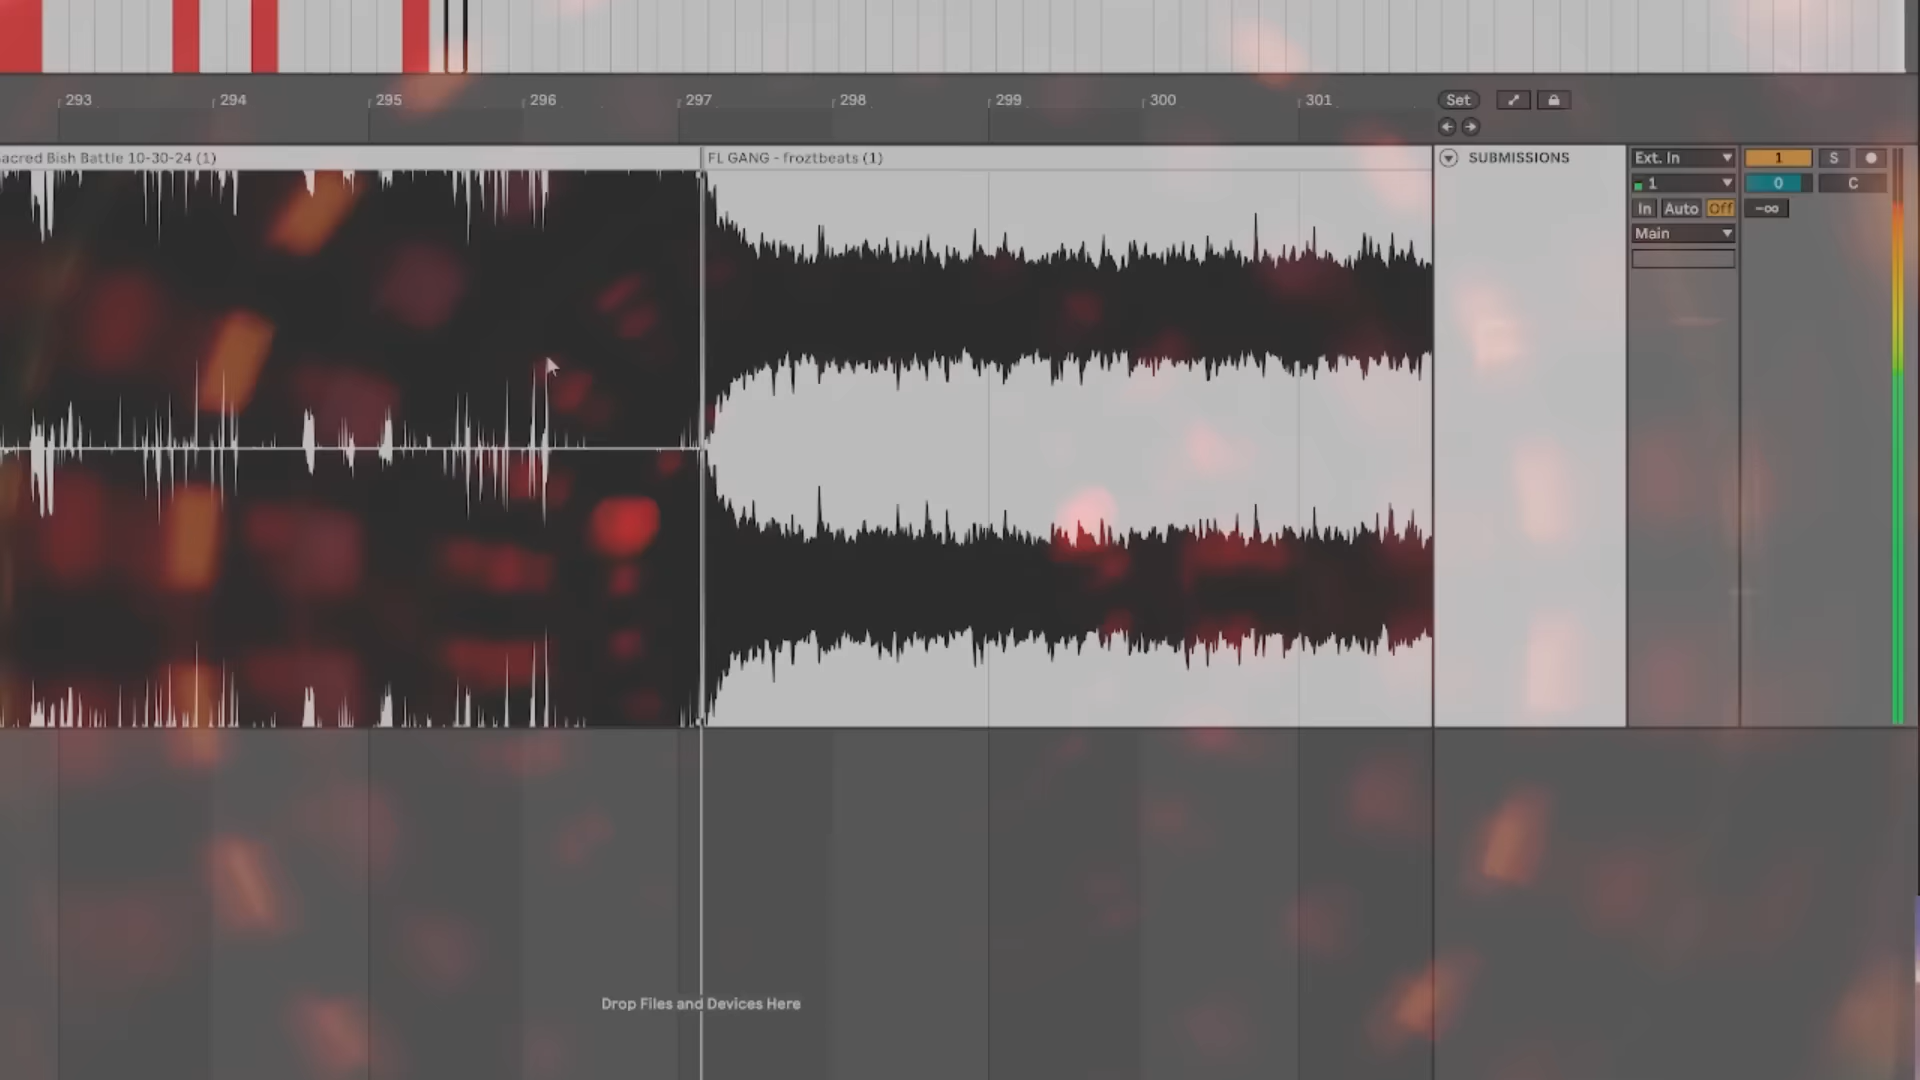 293 294 295 296 297 298 299 300 301 Set
acred Bish Battle 10-30-24 (1) FL GANG - froztbeats (1) SUBMISSIONS Ext. In 1 S
1 0 C
In Auto Off -∞
Main
Drop Files and Devices Here